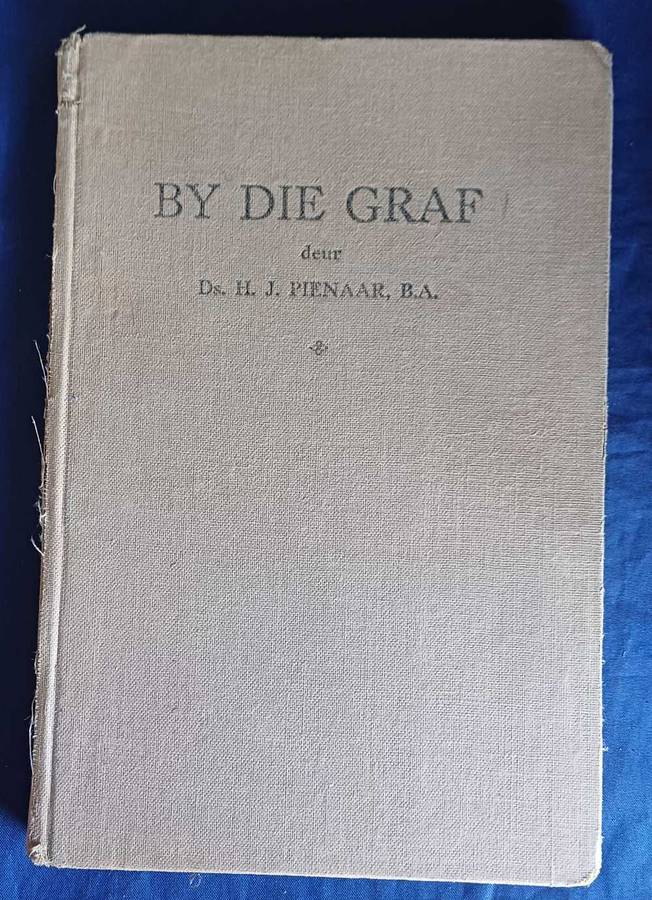 BY DIE GRAF
deur
Ds. H. J. PIENAAR, B.A.